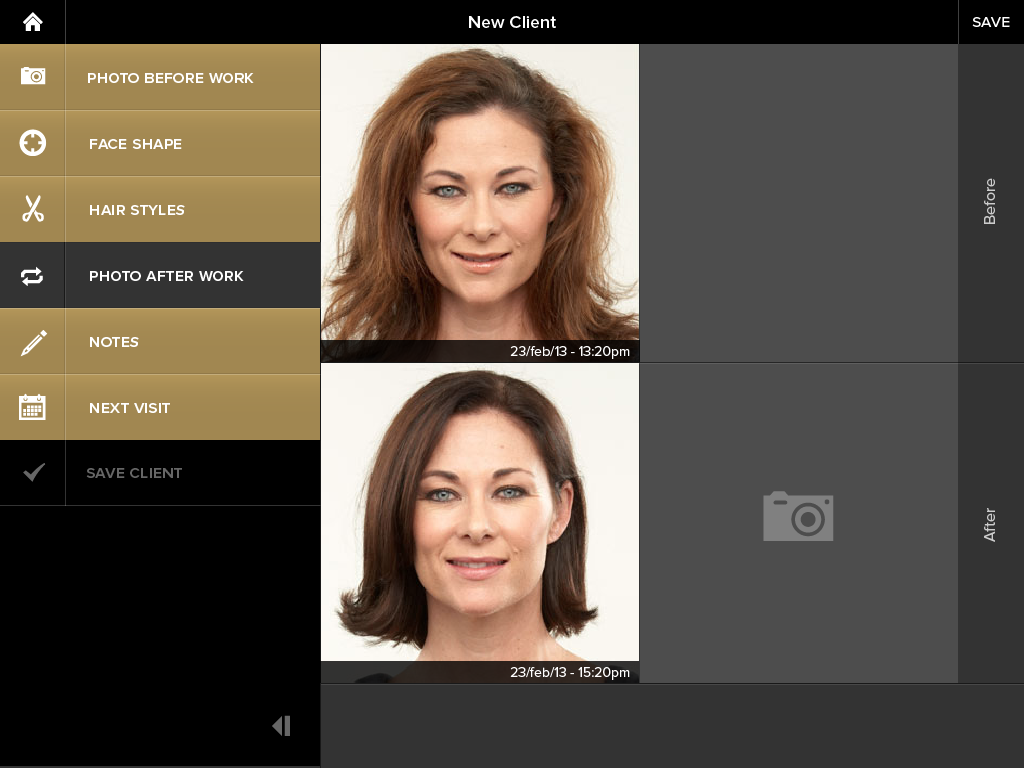 New Client
SAVE
PHOTO BEFORE WORK
FACE SHAPE
HAIR STYLES
PHOTO AFTER WORK
NOTES
NEXT VISIT
SAVE CLIENT
23/feb/13 - 13:20pm
Before
23/feb/13 - 15:20pm
After